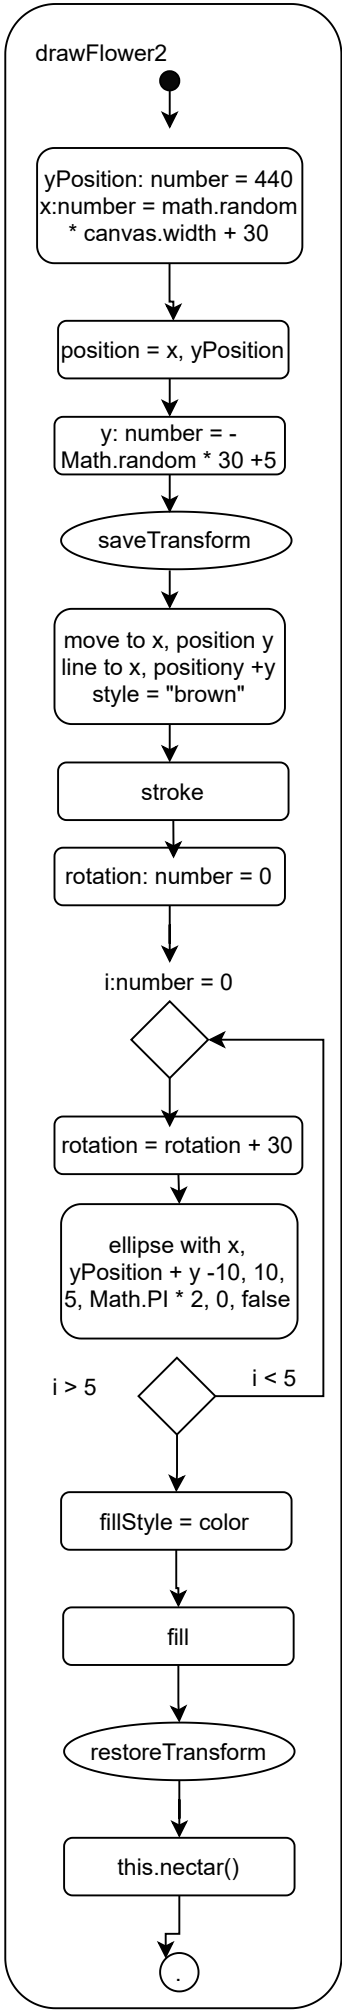 drawFlower2
yPosition: number = 440
x:number = math.random
* canvas.width + 30
position = x, yPosition
y: number = -
Math.random * 30 +5
saveTransform
move to x, position y
line to x, positiony +y
style = "brown"
stroke
rotation: number = 0
i:number = 0
rotation = rotation + 30
ellipse with x,
yPosition + y -10, 10,
5, Math.PI * 2, 0, false
i > 5
i < 5
fillStyle = color
fill
restoreTransform
this.nectar()
.